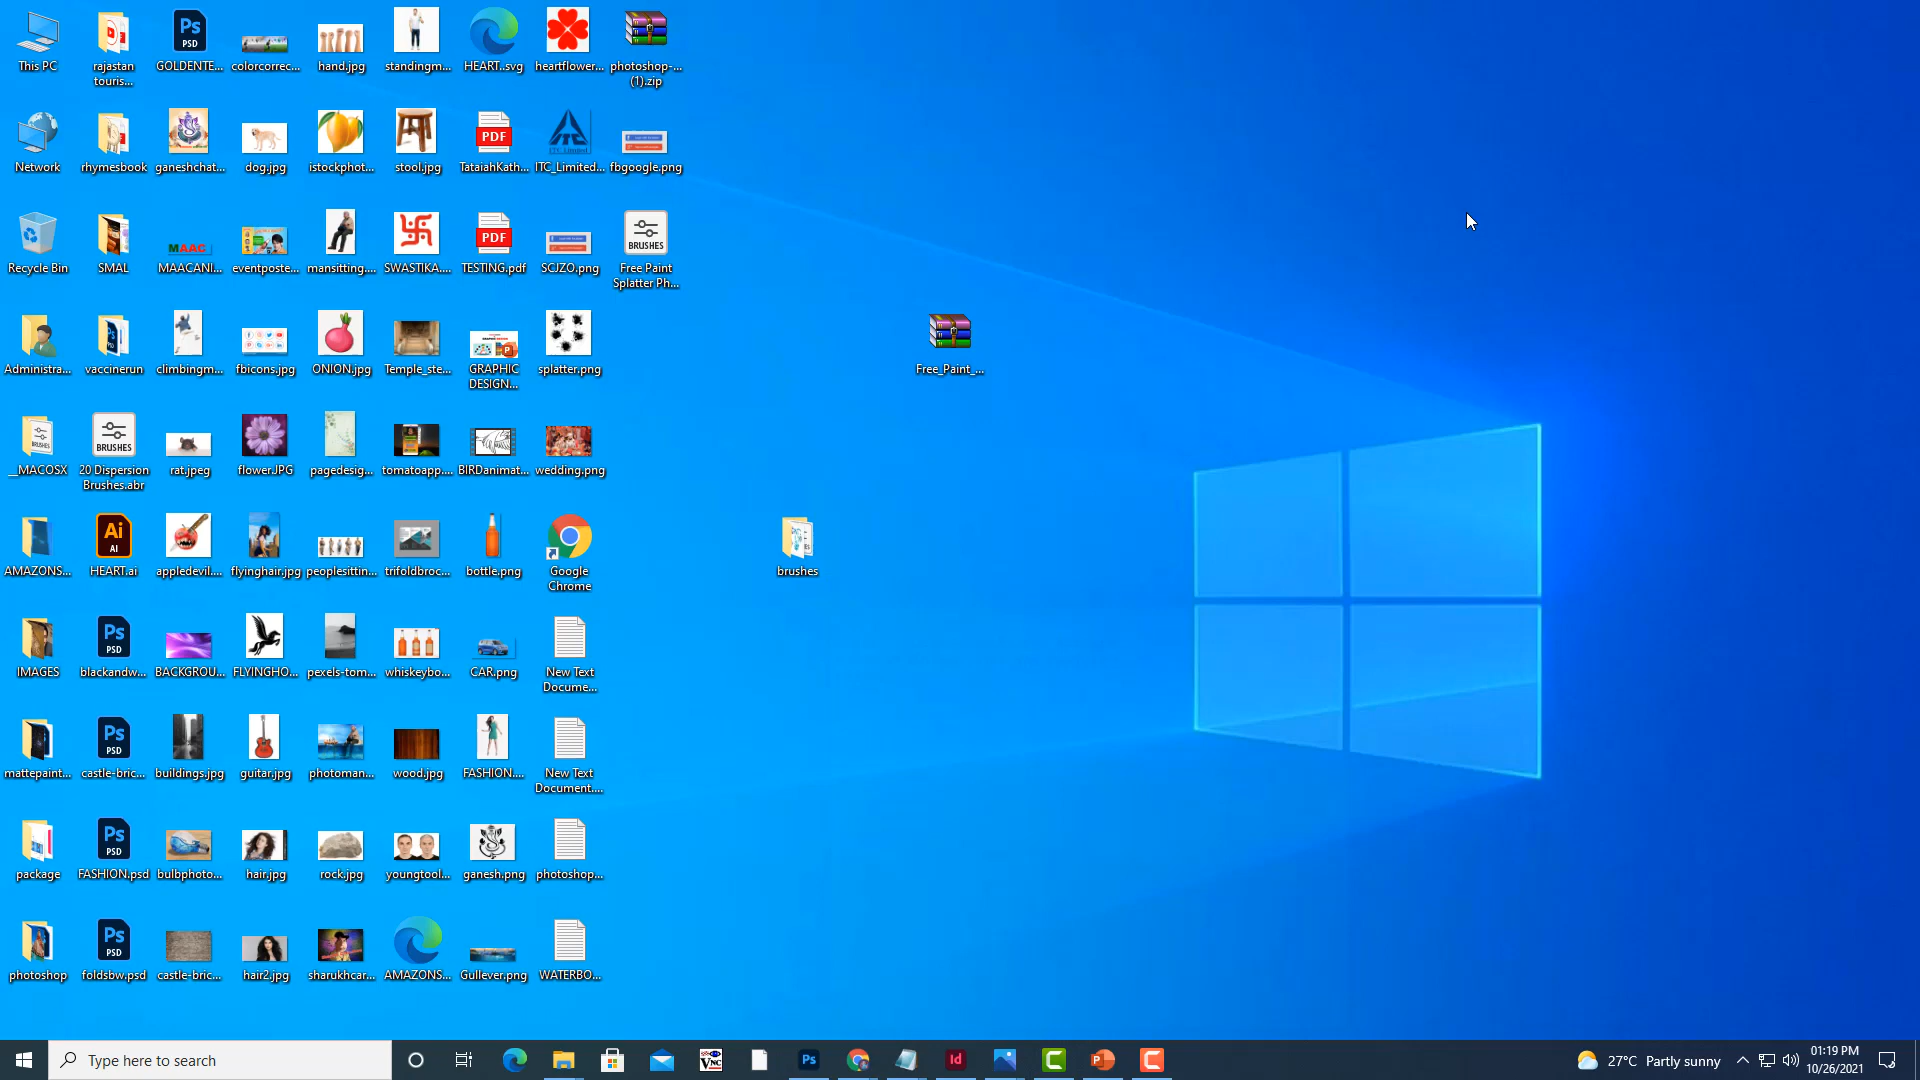 This PC
rajastan
touris...
GOLDENTE...
colorcorrec...
hand.jpg
standingm...
HEART..svg
heartflower...
photoshop-...
(1).zip
Network
rhymesbook
ganeshchat...
dog.jpg
istockphot...
stool.jpg
TataiahKath...
ITC_Limited...
fbgoogle.png
Recycle Bin
SMAL
MAACANI...
eventposte...
mansitting....
SWASTIKA....
TESTING.pdf
SCJZO.png
Free Paint
Splatter Ph...
Administra...
vaccinerun
climbingm...
fbicons.jpg
ONION.jpg
Temple_ste...
GRAPHIC
DESIGN...
splatter.png
Free_Paint_...
__MACOSX
20 Dispersion
Brushes.abr
rat.jpeg
flower.JPG
pagedesig...
tomatoapp....
BIRDanimat...
wedding.png
AMAZONS...
HEART.ai
appledevil....
flyinghair.jpg
peoplesittin...
trifoldbroc...
bottle.png
Google
Chrome
brushes
IMAGES
blackandw...
BACKGROU...
FLYINGHO...
pexels-tom...
whiskeybo...
CAR.png
New Text
Docume...
mattepaint...
castle-bric...
buildings.jpg
guitar.jpg
photoman...
wood.jpg
FASHION....
New Text
Document....
package
FASHION.psd
bulbphoto...
hair.jpg
rock.jpg
youngtool...
ganesh.png
photoshop...
photoshop
foldsbw.psd
castle-bric...
hair2.jpg
sharukhcar...
AMAZONS...
Gullever.png
WATERBO...
Type here to search
27°C Partly sunny
01:19 PM
10/26/2021